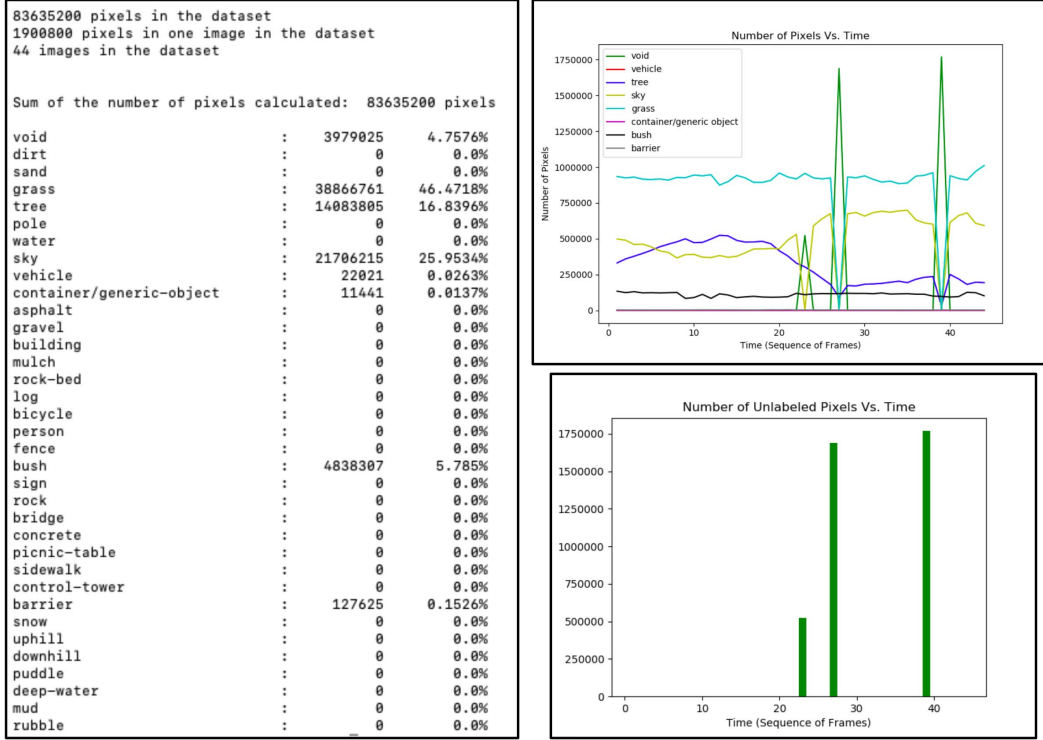 83635200 pixels in the dataset
1900800 pixels in one image in the dataset
44 images in the dataset
Sum of the number of pixels calculated:  83635200 pixels
void : 3979025 4.7576%
dirt : 0 0.0%
sand : 0 0.0%
grass : 38866761 46.4718%
tree : 14083805 16.8396%
pole : 0 0.0%
water : 0 0.0%
sky : 21706215 25.9534%
vehicle : 22021 0.0263%
container/generic-object : 11441 0.0137%
asphalt : 0 0.0%
gravel : 0 0.0%
building : 0 0.0%
mulch : 0 0.0%
rock-bed : 0 0.0%
log : 0 0.0%
bicycle : 0 0.0%
person : 0 0.0%
fence : 0 0.0%
bush : 4838307 5.785%
sign : 0 0.0%
rock : 0 0.0%
bridge : 0 0.0%
concrete : 0 0.0%
picnic-table : 0 0.0%
sidewalk : 0 0.0%
control-tower : 0 0.0%
barrier : 127625 0.1526%
snow : 0 0.0%
uphill : 0 0.0%
downhill : 0 0.0%
puddle : 0 0.0%
deep-water : 0 0.0%
mud : 0 0.0%
rubble : _ 0 0.0%
Number of Pixels Vs. Time
void
vehicle
tree
sky
grass
container/generic object
bush
barrier
Number of Pixels
1750000
1500000
1250000
1000000
750000
500000
250000
0
0 10 20 30 40
Time (Sequence of Frames)
Number of Unlabeled Pixels Vs. Time
1750000
1500000
1250000
1000000
750000
500000
250000
0
0 10 20 30 40
Time (Sequence of Frames)